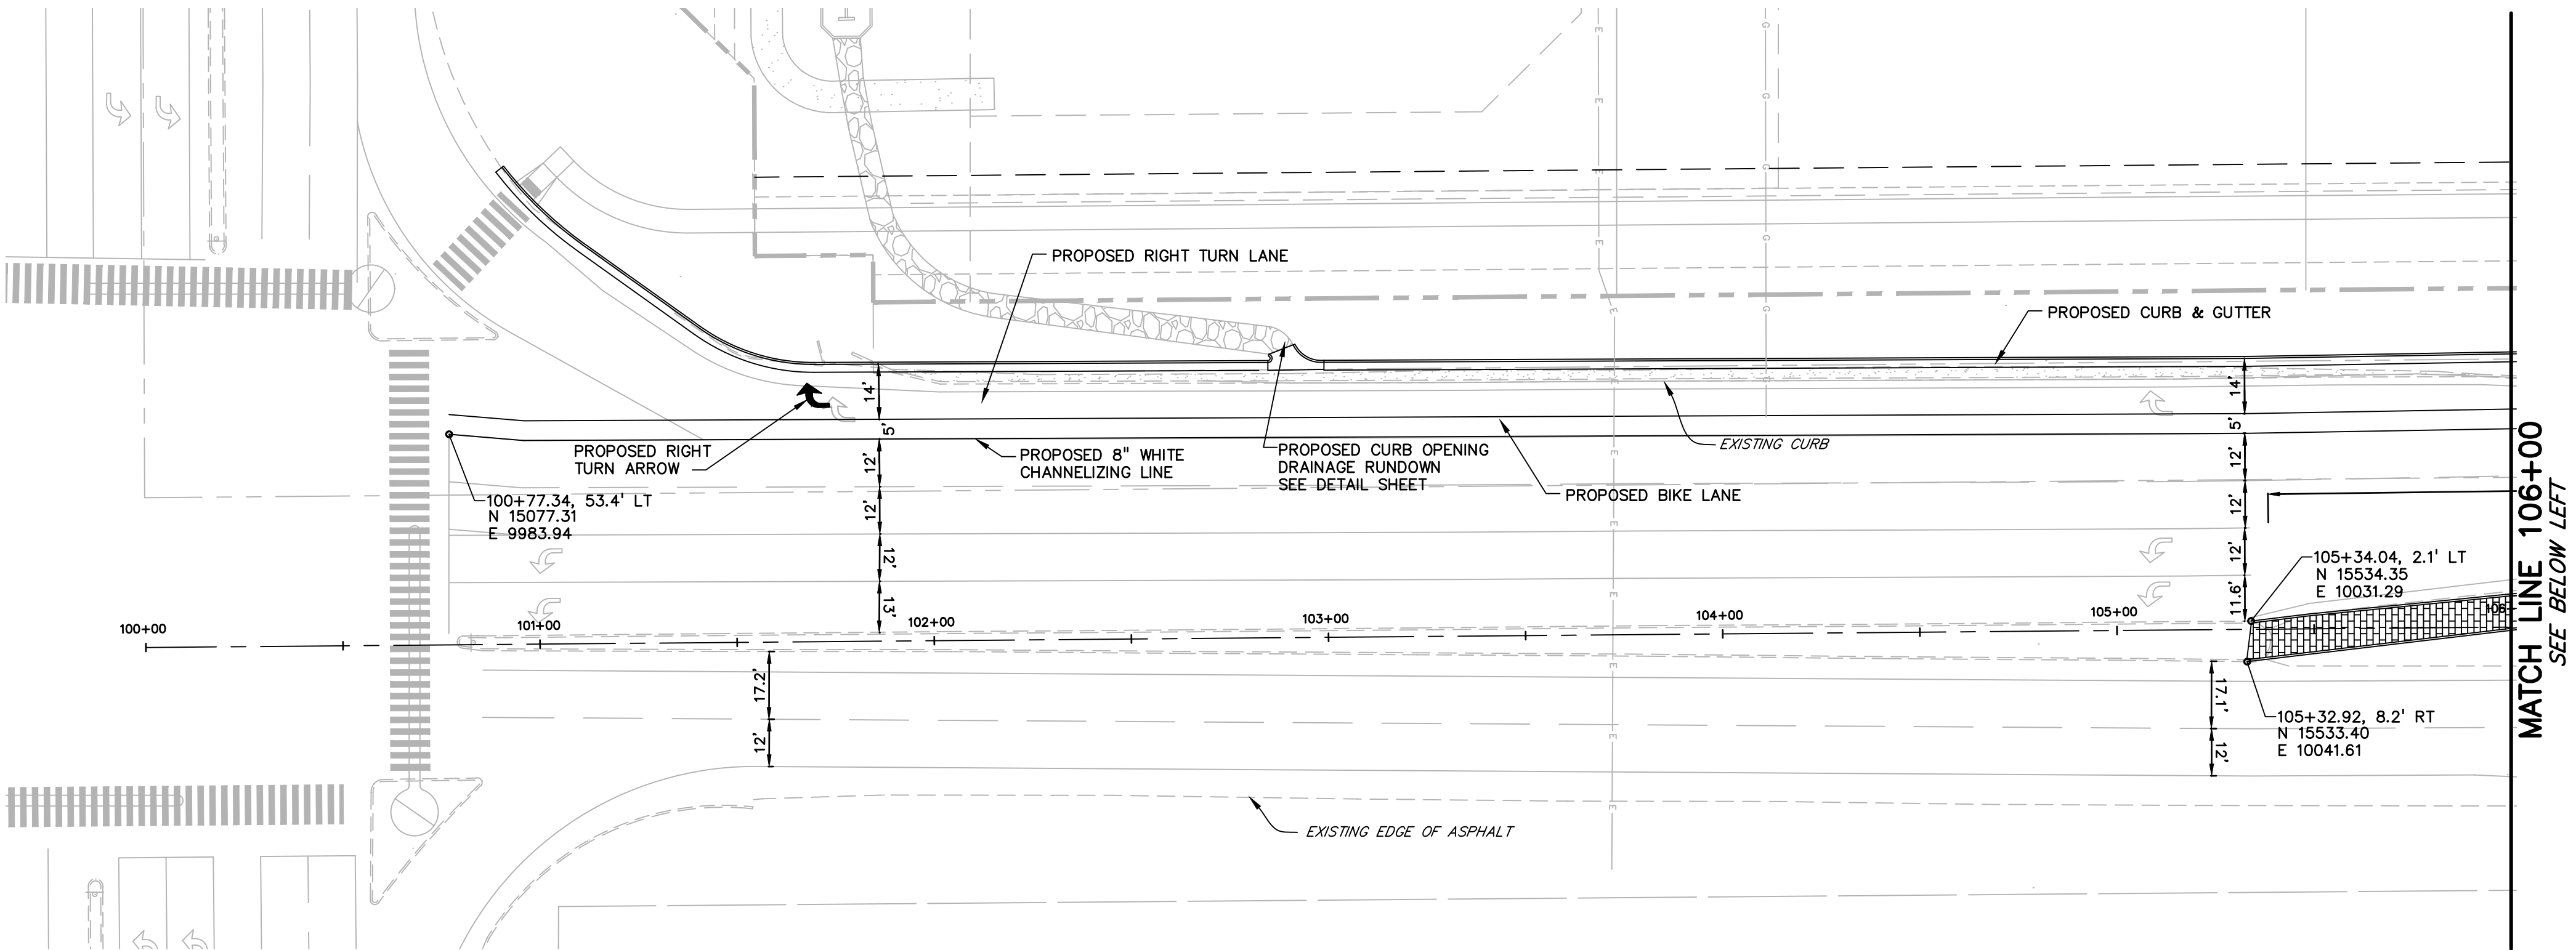 PROPOSED RIGHT TURN LANE
PROPOSED CURB & GUTTER
14'
14'
5'
5'
PROPOSED RIGHT
TURN ARROW
PROPOSED 8" WHITE
CHANNELIZING LINE
PROPOSED CURB OPENING
DRAINAGE RUNDOWN
SEE DETAIL SHEET
EXISTING CURB
PROPOSED BIKE LANE
12'
12'
12'
13'
12'
12'
12'
11.6'
100+77.34, 53.4' LT
N 15077.31
E 9983.94
105+34.04, 2.1' LT
N 15534.35
E 10031.29
100+00
101+00
102+00
103+00
104+00
105+00
106+
17.2'
12'
17.1'
12'
105+32.92, 8.2' RT
N 15533.40
E 10041.61
EXISTING EDGE OF ASPHALT
MATCH LINE 106+00
SEE BELOW LEFT
E
E
E
E
E
E
E
E
E
E
E
G
G
G
G
G
G
G